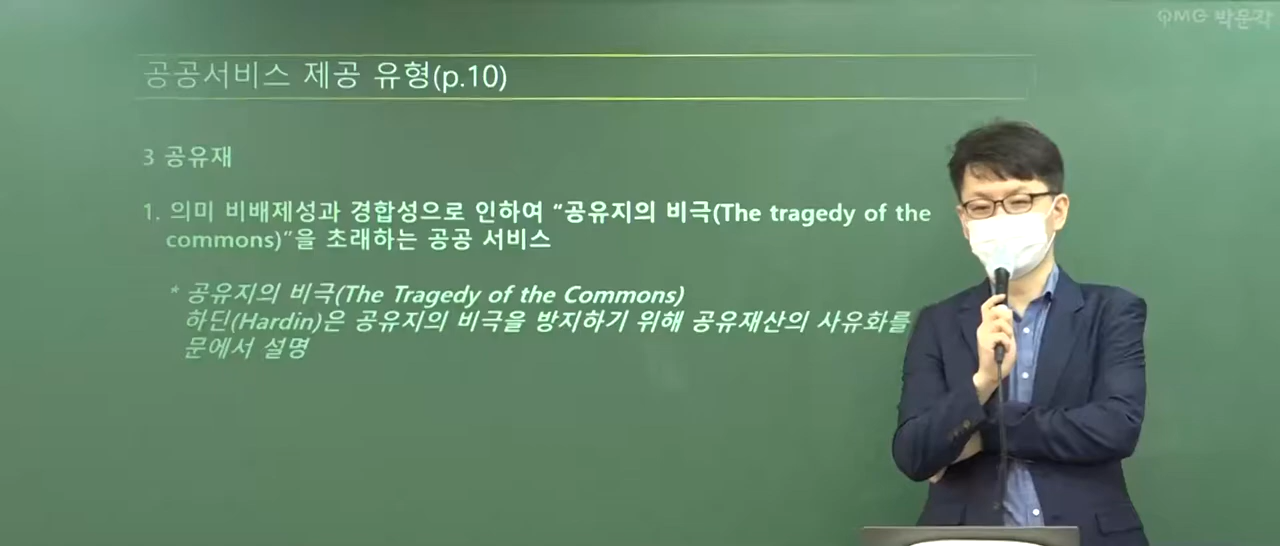 PMG 박문각
공공서비스 제공 유형(p.10)
3 공유재
1. 의미 비배제성과 경합성으로 인하여 “공유지의 비극(The tragedy of the
commons)”을 초래하는 공공 서비스
* 공유지의 비극(The Tragedy of the Commons)
하딘(Hardin)은 공유지의 비극을 방지하기 위해 공유재산의 사유화를
문에서 설명